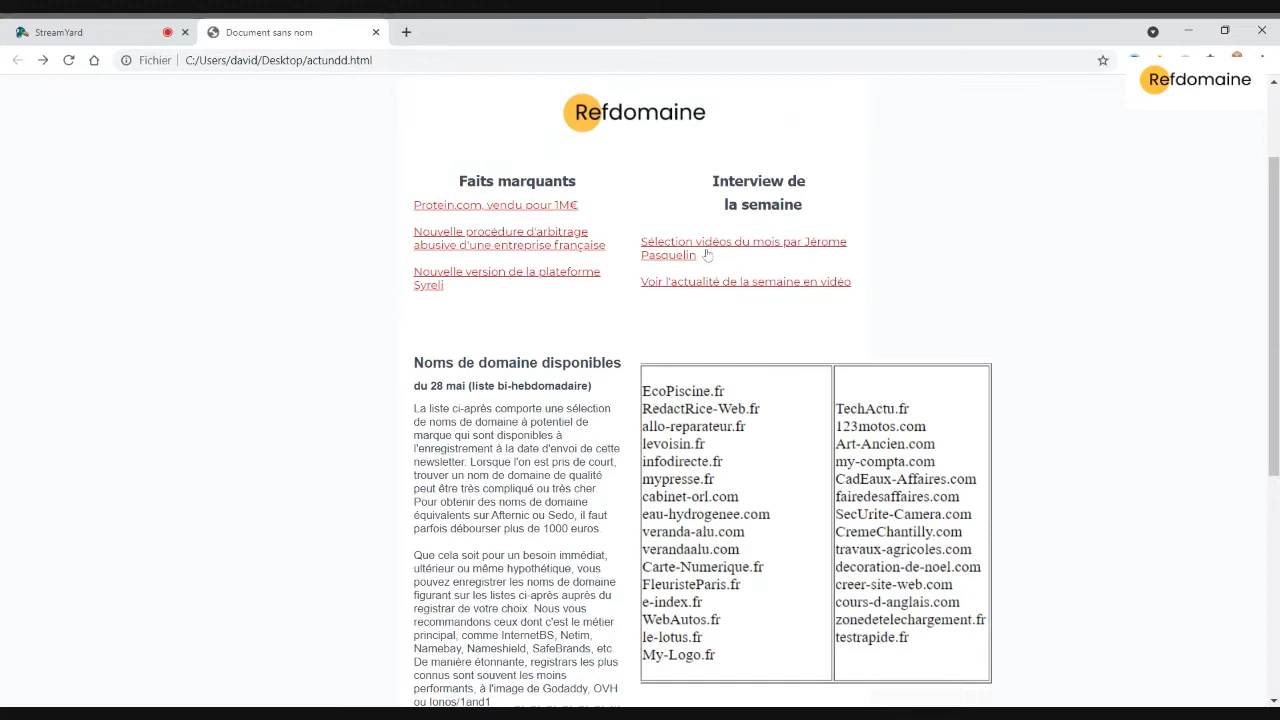 StreamYard
Document sans nom
Fichier
C:/Users/david/Desktop/actundd.html
Refdomaine
Refdomaine
Faits marquants
Protein.com, vendu pour 1M€
Nouvelle procédure d'arbitrage
abusive d'une entreprise française
Nouvelle version de la plateforme
Syreli
Interview de
la semaine
Sélection vidéos du mois par Jérome
Pasquelin
Voir l'actualité de la semaine en vidéo
Noms de domaine disponibles
du 28 mai (liste bi-hebdomadaire)
La liste ci-après comporte une sélection
de noms de domaine à potentiel de
marque qui sont disponibles à
l'enregistrement à la date d'envoi de cette
newsletter. Lorsque l'on est pris de court,
trouver un nom de domaine de qualité
peut être très compliqué ou très cher.
Pour obtenir des noms de domaine
équivalents sur Afternic ou Sedo, il faut
parfois débourser plus de 1000 euros.
Que cela soit pour un besoin immédiat,
ultérieur ou même hypothétique, vous
pouvez enregistrer les noms de domaine
figurant sur les listes ci-après auprès du
registrar de votre choix. Nous vous
recommandons ceux dont c'est le métier
principal, comme InternetBS, Netim,
Namebay, Nameshield, SafeBrands, etc.
De manière étonnante, registrars les plus
connus sont souvent les moins
performants, à l'image de Godaddy, OVH
ou Ionos/1and1
EcoPiscine.fr
RedactRice-Web.fr
allo-reparateur.fr
levoisin.fr
infodirecte.fr
mypresse.fr
cabinet-orl.com
eau-hydrogenee.com
veranda-alu.com
verandaalu.com
Carte-Numerique.fr
FleuristeParis.fr
e-index.fr
WebAutos.fr
le-lotus.fr
My-Logo.fr
TechActu.fr
123motos.com
Art-Ancien.com
my-compta.com
CadEaux-Affaires.com
fairedesaffaires.com
SecUrite-Camera.com
CremeChantilly.com
travaux-agricoles.com
decoration-de-noel.com
creer-site-web.com
cours-d-anglais.com
zonedetelechargement.fr
testrapide.fr